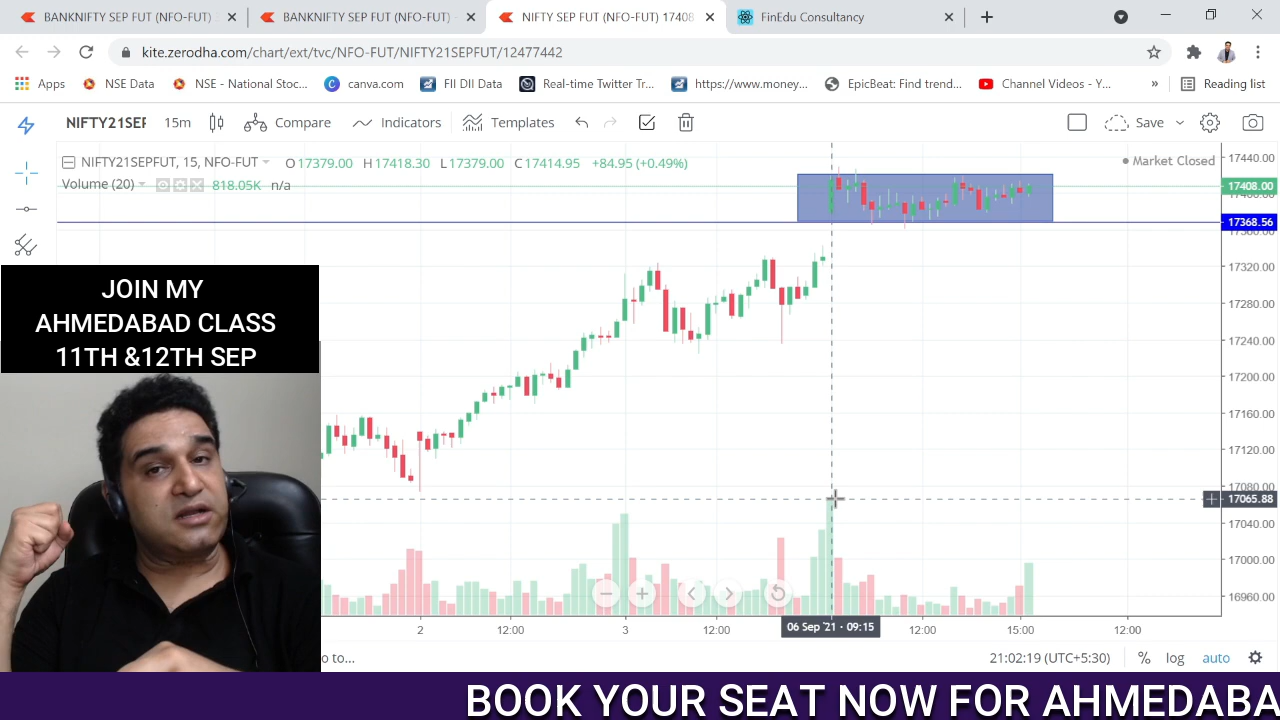 BANKNIFTY SEP FUT (NFO-FUT)
BANKNIFTY SEP FUT (NFO-FUT)
NIFTY SEP FUT (NFO-FUT) 17408
FinEdu Consultancy
kite.zerodha.com/chart/ext/tvc/NFO-FUT/NIFTY21SEPFUT/12477442
Apps
NSE Data
NSE - National Stoc...
canva.com
FII DII Data
Real-time Twitter Tr...
https://www.money...
EpicBeat: Find trend...
Channel Videos - Y...
»
Reading list
NIFTY21SEP
15m
Compare
Indicators
Templates
Save
NIFTY21SEPFUT, 15, NFO-FUT
O17379.00 H17418.30 L17379.00 C17414.95 +84.95 (+0.49%)
Market Closed
Volume (20) 818.05K n/a
17440.00
17408.00
17368.56
17320.00
17280.00
17240.00
17200.00
17160.00
17120.00
17065.88
17040.00
17000.00
16960.00
JOIN MY
AHMEDABAD CLASS
11TH &12TH SEP
2 12:00 3 12:00 06 Sep '21 · 09:15 12:00 15:00 12:00
o to...
21:02:19 (UTC+5:30) % log auto
BOOK YOUR SEAT NOW FOR AHMEDABA